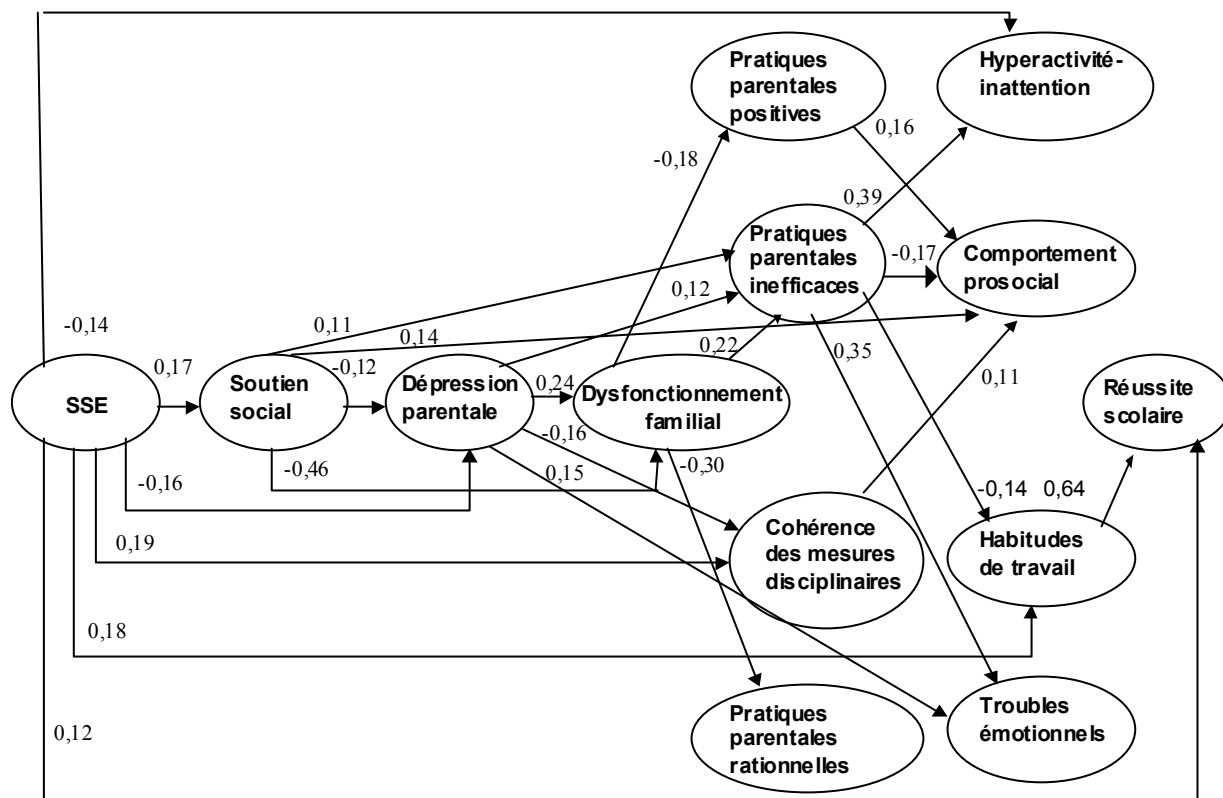 Pratiques
parentales
positives
Hyperactivité-
inattention
0,16
-0,18
0,39
Pratiques
parentales
inefficaces
-0,17
Comportement
prosocial
0,12
-0,14
0,11
0,14
0,22
0,35
0,17
-0,12
0,11
SSE
Soutien
social
Dépression
parentale
0,24
Dysfonctionnement
familial
Réussite
scolaire
-0,16
-0,30
-0,46
0,15
-0,16
-0,14
0,64
0,19
Cohérence
des mesures
disciplinaires
Habitudes
de travail
0,18
0,12
Pratiques
parentales
rationnelles
Troubles
émotionnels